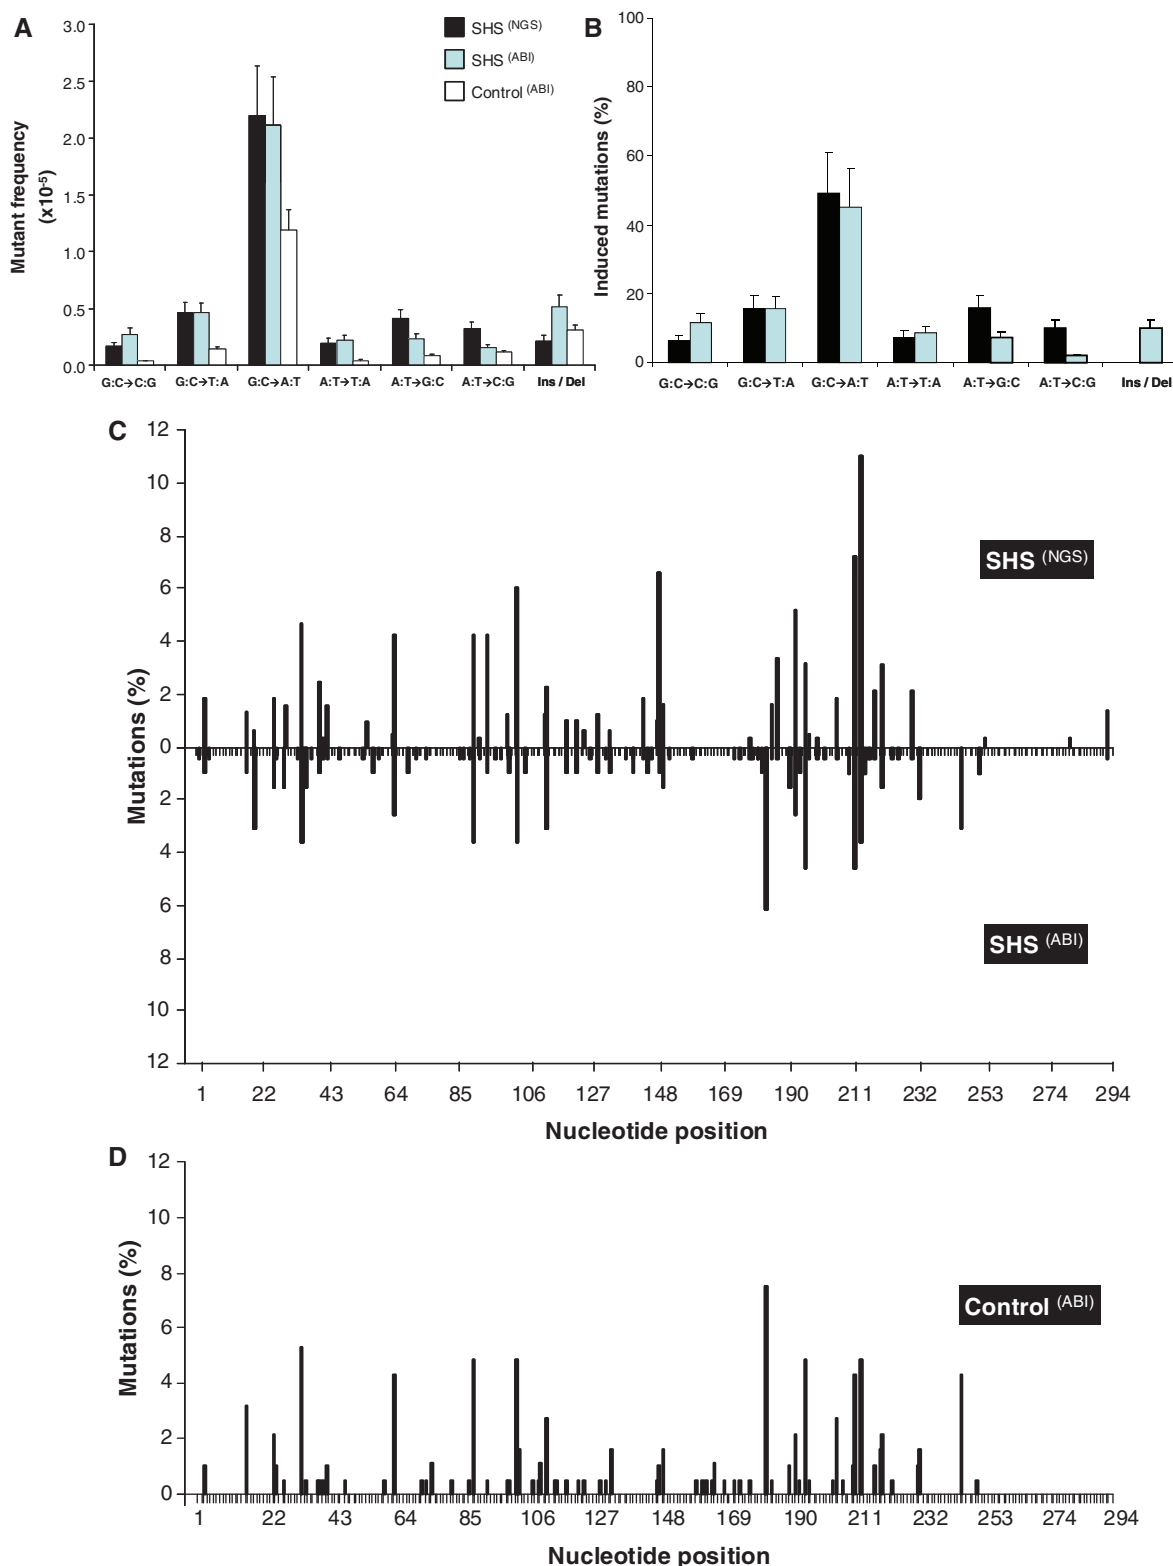 A
3.0
2.5
2.0
1.5
1.0
0.5
0.0
Mutant frequency
(x10-5)
SHS (NGS)
SHS (ABI)
Control (ABI)
G:C→C:G G:C→T:A G:C→A:T A:T→T:A A:T→G:C A:T→C:G Ins / Del
B
100
80
60
40
20
0
Induced mutations (%)
G:C→C:G G:C→T:A G:C→A:T A:T→T:A A:T→G:C A:T→C:G Ins / Del
C
12
10
8
6
4
2
0
2
4
6
8
10
12
Mutations (%)
SHS (NGS)
SHS (ABI)
1 22 43 64 85 106 127 148 169 190 211 232 253 274 294
Nucleotide position
D
12
10
8
6
4
2
0
Mutations (%)
Control (ABI)
1 22 43 64 85 106 127 148 169 190 211 232 253 274 294
Nucleotide position